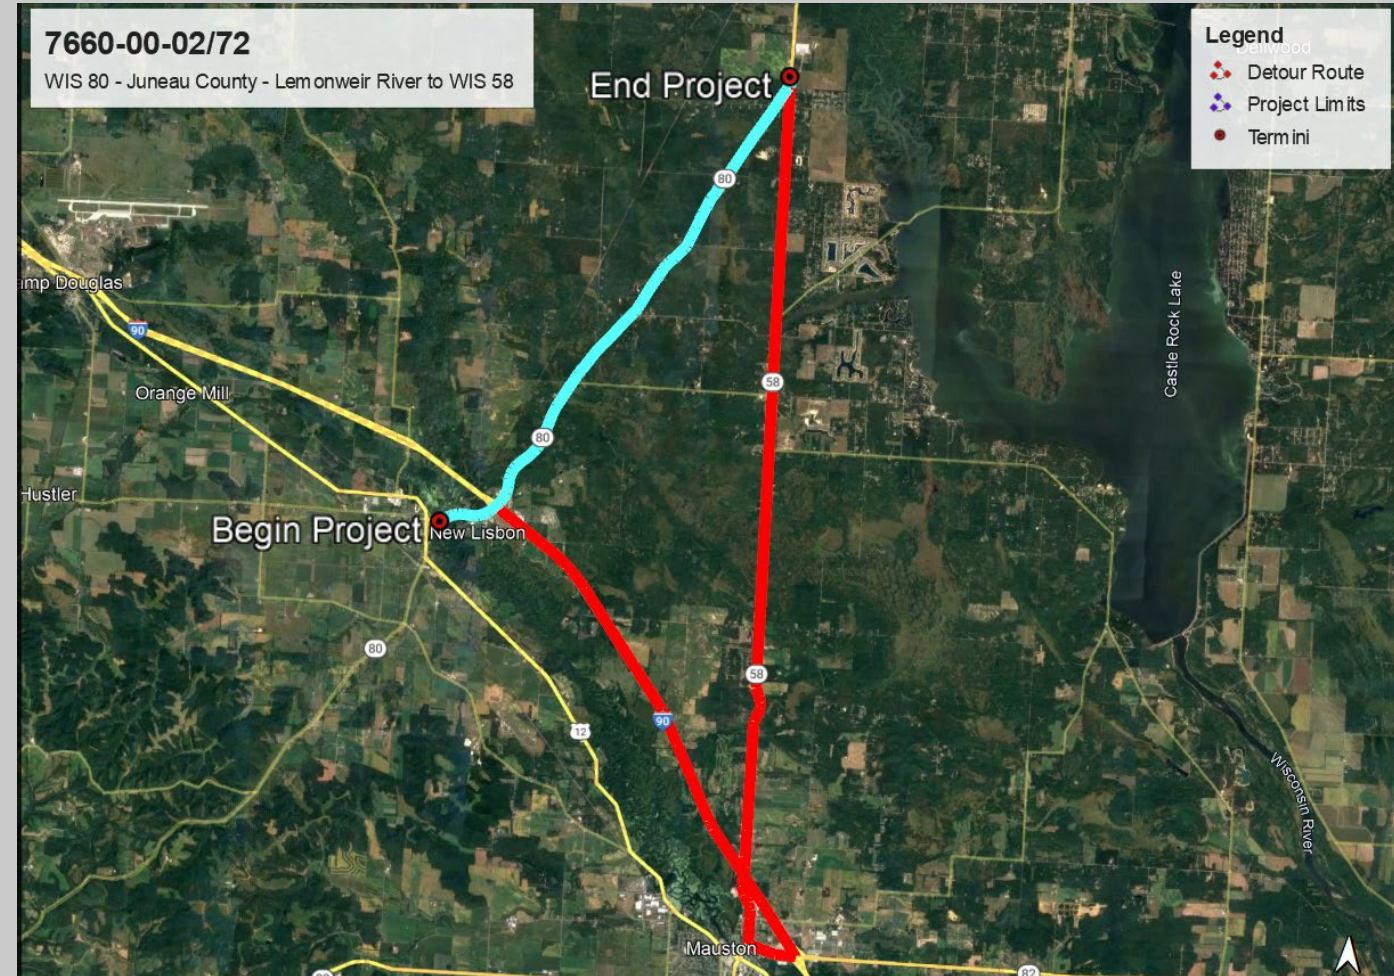 7660-00-02/72
WIS 80 - Juneau County - Lemonweir River to WIS 58
End Project
Legend
Dellwood
Detour Route
Project Limits
Termini
80
amp Douglas
90
Castle Rock Lake
Orange Mill
58
80
Hustler
Begin Project
New Lisbon
80
58
90
12
Wisconsin River
Mauston
82